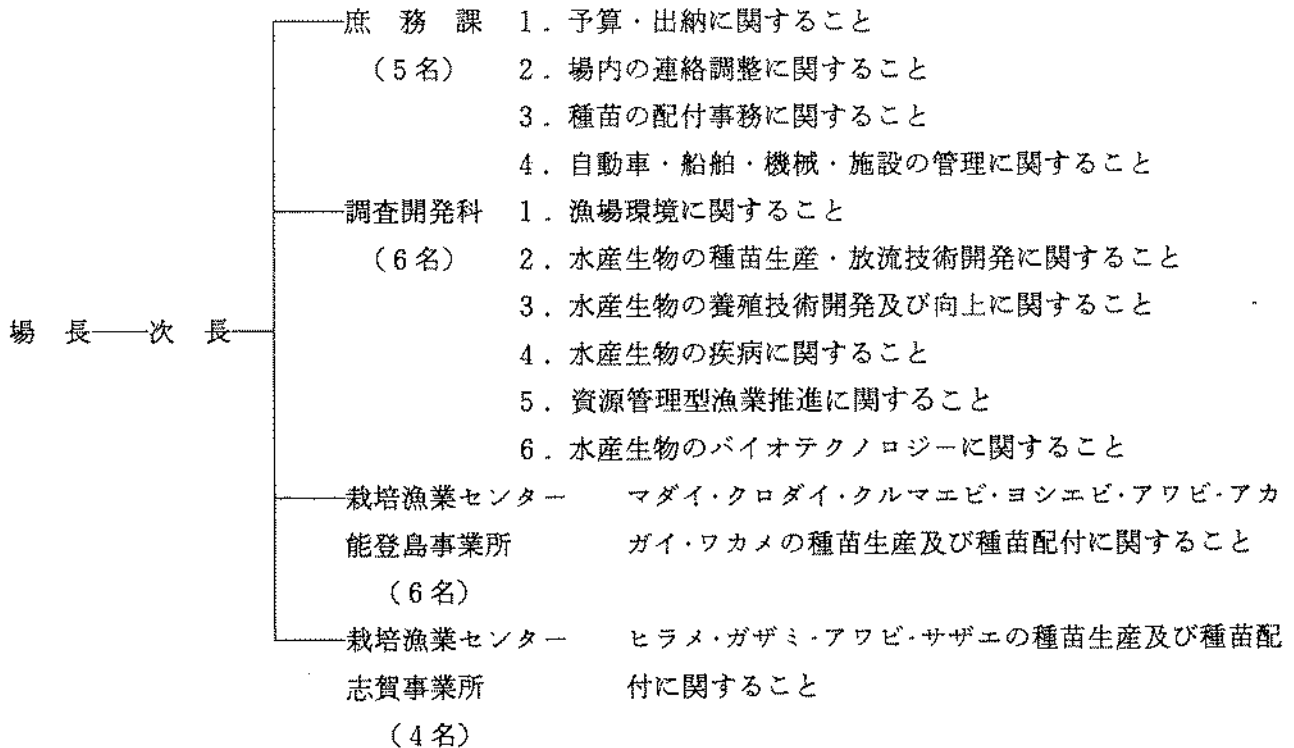 庶 務 課 1．予算・出納に関すること
（5名） 2．場内の連絡調整に関すること
3．種苗の配付事務に関すること
4．自動車・船舶・機械・施設の管理に関すること
調査開発科 1．漁場環境に関すること
（6名） 2．水産生物の種苗生産・放流技術開発に関すること
3．水産生物の養殖技術開発及び向上に関すること
場 長 次 長
4．水産生物の疾病に関すること
5．資源管理型漁業推進に関すること
6．水産生物のバイオテクノロジーに関すること
栽培漁業センター マダイ・クロダイ・クルマエビ・ヨシエビ・アワビ・アカ
能登島事業所 ガイ・ワカメの種苗生産及び種苗配付に関すること
（6名）
栽培漁業センター ヒラメ・ガザミ・アワビ・サザエの種苗生産及び種苗配
志賀事業所 付に関すること
（4名）